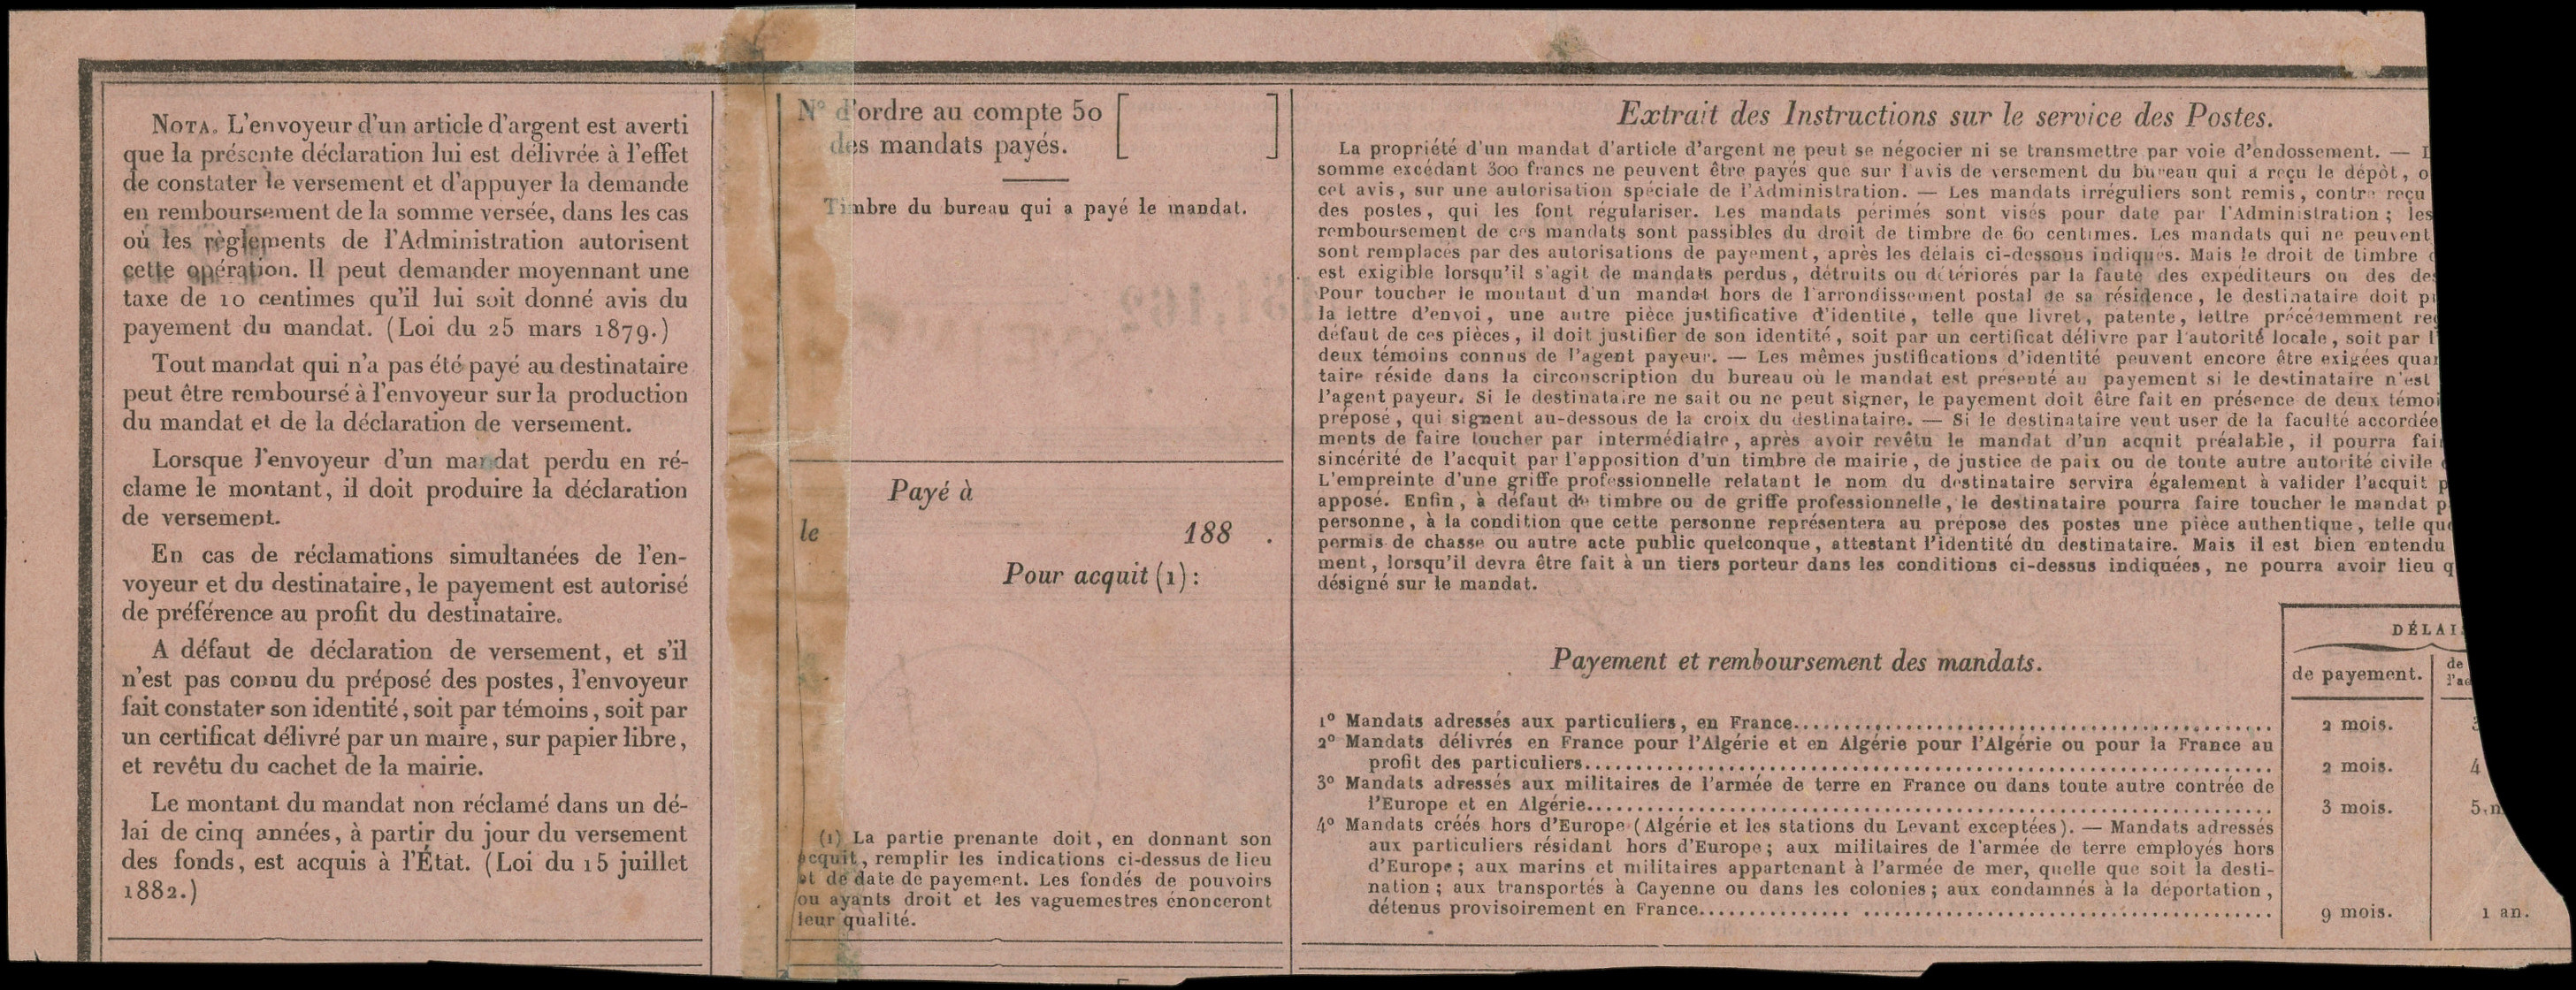 NOTA. L'envoyeur d'un article d'argent est averti
que la présente déclaration lui est délivrée à l'effet
de constater le versement et d'appuyer la demande
en remboursement de la somme versée, dans les cas
où les règlements de l'Administration autorisent
cette opération. Il peut demander moyennant une
taxe de 10 centimes qu'il lui soit donné avis du
payement du mandat. (Loi du 25 mars 1879.)
Tout mandat qui n'a pas été payé au destinataire
peut être remboursé à l'envoyeur sur la production
du mandat et de la déclaration de versement.
Lorsque l'envoyeur d'un mandat perdu en ré-
clame le montant, il doit produire la déclaration
de versement.
En cas de réclamations simultanées de l'en-
voyeur et du destinataire, le payement est autorisé
de préférence au profit du destinataire.
A défaut de déclaration de versement, et s'il
n'est pas connu du préposé des postes, l'envoyeur
fait constater son identité, soit par témoins, soit par
un certificat délivré par un maire, sur papier libre,
et revêtu du cachet de la mairie.
Le montant du mandat non réclamé dans un dé-
lai de cinq années, à partir du jour du versement
des fonds, est acquis à l'État. (Loi du 15 juillet
1882.)
N° d'ordre au compte 50
des mandats payés.
Timbre du bureau qui a payé le mandat.
Payé à
le 188 .
Pour acquit (1):
(1) La partie prenante doit, en donnant son
acquit, remplir les indications ci-dessus de lieu
et de date de payement. Les fondés de pouvoirs
ou ayants droit et les vaguemestres énonceront
leur qualité.
Extrait des Instructions sur le service des Postes.
La propriété d'un mandat d'article d'argent ne peut se négocier ni se transmettre par voie d'endossement. —
somme excédant 300 francs ne peuvent être payés que sur l'avis de versement du bureau qui a reçu le dépôt, o
cet avis, sur une autorisation spéciale de l'Administration. — Les mandats irréguliers sont remis, contre reçu
des postes, qui les font régulariser. Les mandats périmés sont visés pour date par l'Administration; les
remboursement de ces mandats sont passibles du droit de timbre de 60 centimes. Les mandats qui ne peuvent
sont remplacés par des autorisations de payement, après les délais ci-dessous indiqués. Mais le droit de timbre
est exigible lorsqu'il s'agit de mandats perdus, détruits ou détériorés par la faute des expéditeurs ou des des
Pour toucher le montant d'un mandat hors de l'arrondissement postal de sa résidence, le destinataire doit pr
la lettre d'envoi, une autre pièce justificative d'identité, telle que livret, patente, lettre précédemment reç
défaut de ces pièces, il doit justifier de son identité, soit par un certificat délivré par l'autorité locale, soit par l'
deux témoins connus de l'agent payeur. — Les mêmes justifications d'identité peuvent encore être exigées quan
taire réside dans la circonscription du bureau où le mandat est présenté au payement si le destinataire n'est
l'agent payeur. Si le destinataire ne sait ou ne peut signer, le payement doit être fait en présence de deux témoi
préposé, qui signent au-dessous de la croix du destinataire. — Si le destinataire veut user de la faculté accordée
ments de faire toucher par intermédiaire, après avoir revêtu le mandat d'un acquit préalable, il pourra fair
sincérité de l'acquit par l'apposition d'un timbre de mairie, de justice de paix ou de toute autre autorité civile
L'empreinte d'une griffe professionnelle relatant le nom du destinataire servira également à valider l'acquit p
apposé. Enfin, à défaut de timbre ou de griffe professionnelle, le destinataire pourra faire toucher le mandat p
personne, à la condition que cette personne représentera au préposé des postes une pièce authentique, telle que
permis de chasse ou autre acte public quelconque, attestant l'identité du destinataire. Mais il est bien entendu
ment, lorsqu'il devra être fait à un tiers porteur dans les conditions ci-dessus indiquées, ne pourra avoir lieu q
désigné sur le mandat.
Payement et remboursement des mandats.
DÉLAI
de payement.
de
l'a
1° Mandats adressés aux particuliers, en France........ 2 mois.
2° Mandats délivrés en France pour l'Algérie et en Algérie pour l'Algérie ou pour la France au
profit des particuliers........ 2 mois. 4
3° Mandats adressés aux militaires de l'armée de terre en France ou dans toute autre contrée de
l'Europe et en Algérie........ 3 mois. 5 m
4° Mandats créés hors d'Europe (Algérie et les stations du Levant exceptées). — Mandats adressés
aux particuliers résidant hors d'Europe; aux militaires de l'armée de terre employés hors
d'Europe; aux marins et militaires appartenant à l'armée de mer, quelle que soit la desti-
nation; aux transportés à Cayenne ou dans les colonies; aux condamnés à la déportation,
détenus provisoirement en France........ 9 mois. 1 an.